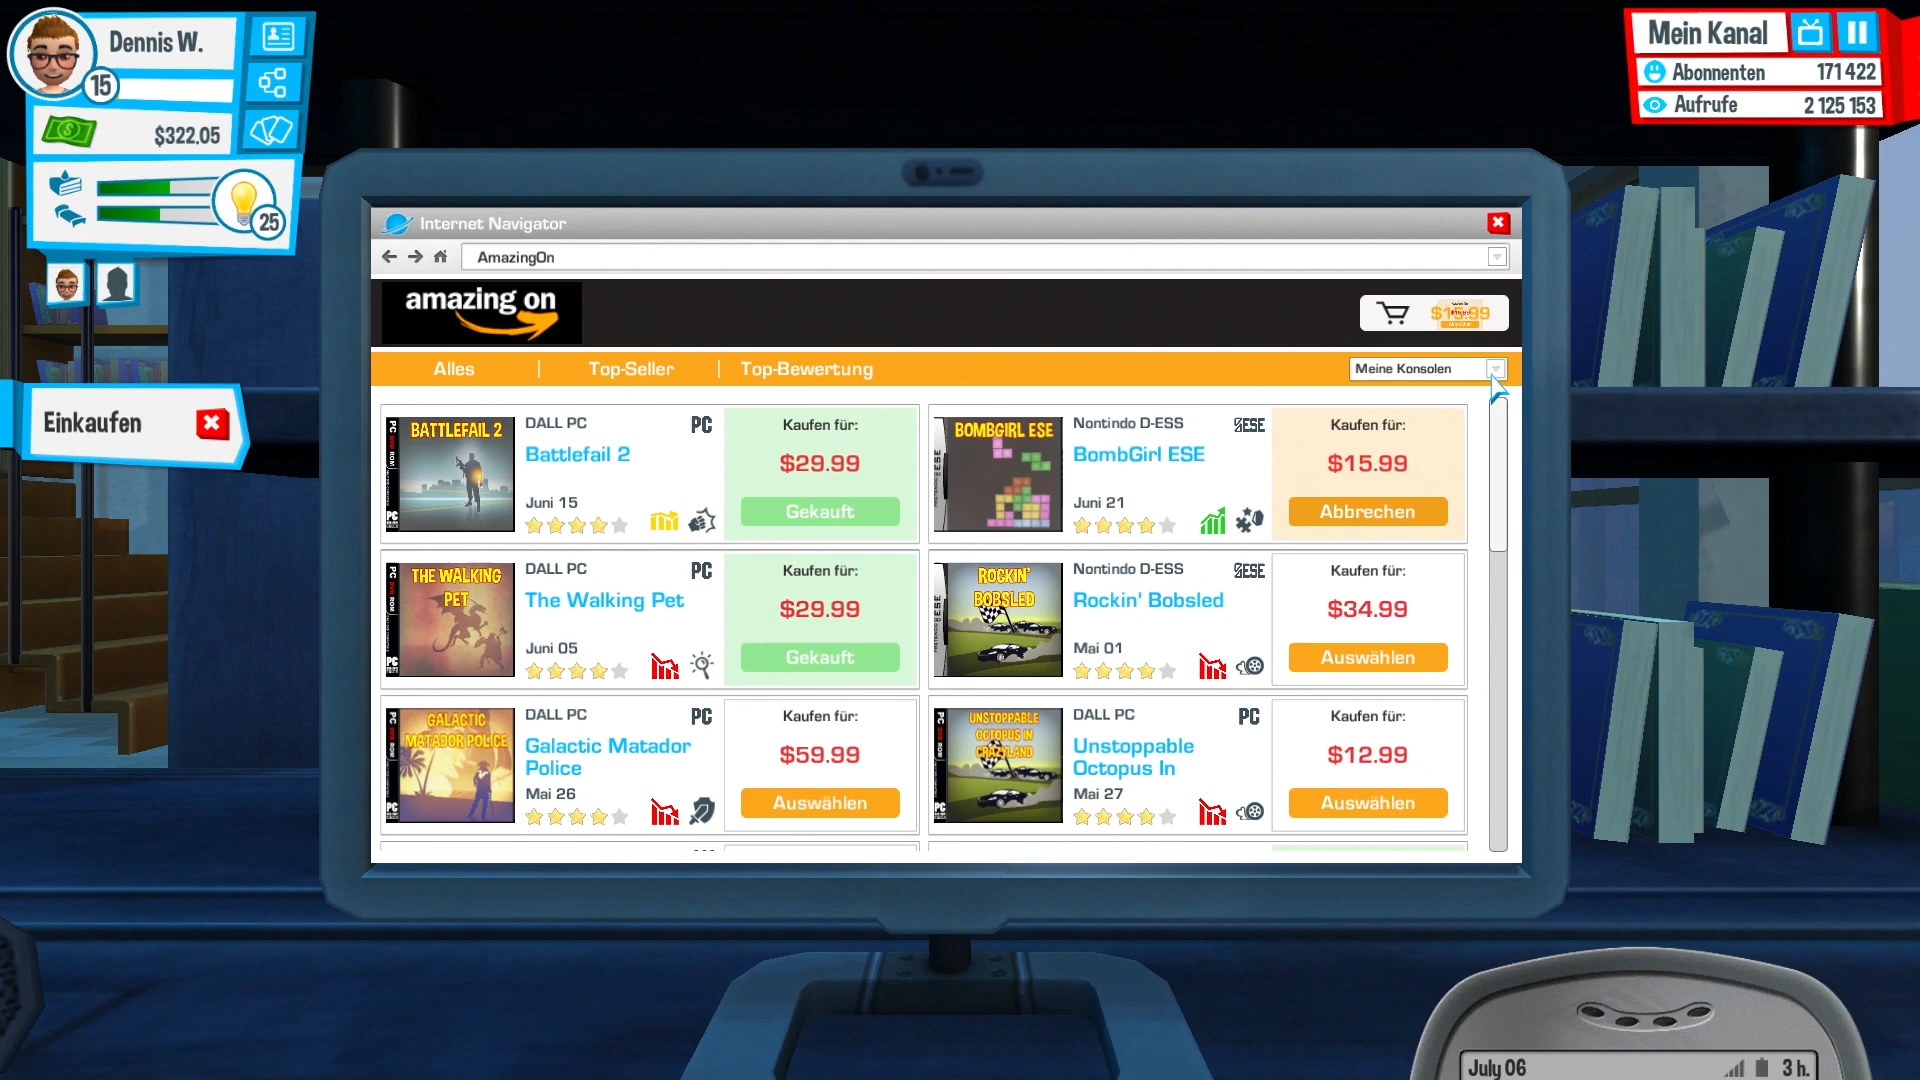 Dennis W.
15
$322.05
25
Mein Kanal
Abonnenten 171 422
Aufrufe 2 125 153
Einkaufen
Internet Navigator
AmazingOn
amazing on
$15.99
Alles | Top-Seller | Top-Bewertung
Meine Konsolen
BATTLEFAIL 2
DALL PC
PC
Battlefail 2
Juni 15
Kaufen für:
$29.99
Gekauft
BOMBGIRL ESE
Nontindo D-ESS
ESE
BombGirl ESE
Juni 21
Kaufen für:
$15.99
Abbrechen
THE WALKING
PET
DALL PC
PC
The Walking Pet
Juni 05
Kaufen für:
$29.99
Gekauft
ROCKIN'
BOBSLED
Nontindo D-ESS
ESE
Rockin' Bobsled
Mai 01
Kaufen für:
$34.99
Auswählen
GALACTIC
MATADOR POLICE
DALL PC
PC
Galactic Matador
Police
Mai 26
Kaufen für:
$59.99
Auswählen
UNSTOPPABLE
OCTOPUS IN
CRAZYLAND
DALL PC
PC
Unstoppable
Octopus In
Mai 27
Kaufen für:
$12.99
Auswählen
July 06
3 h.